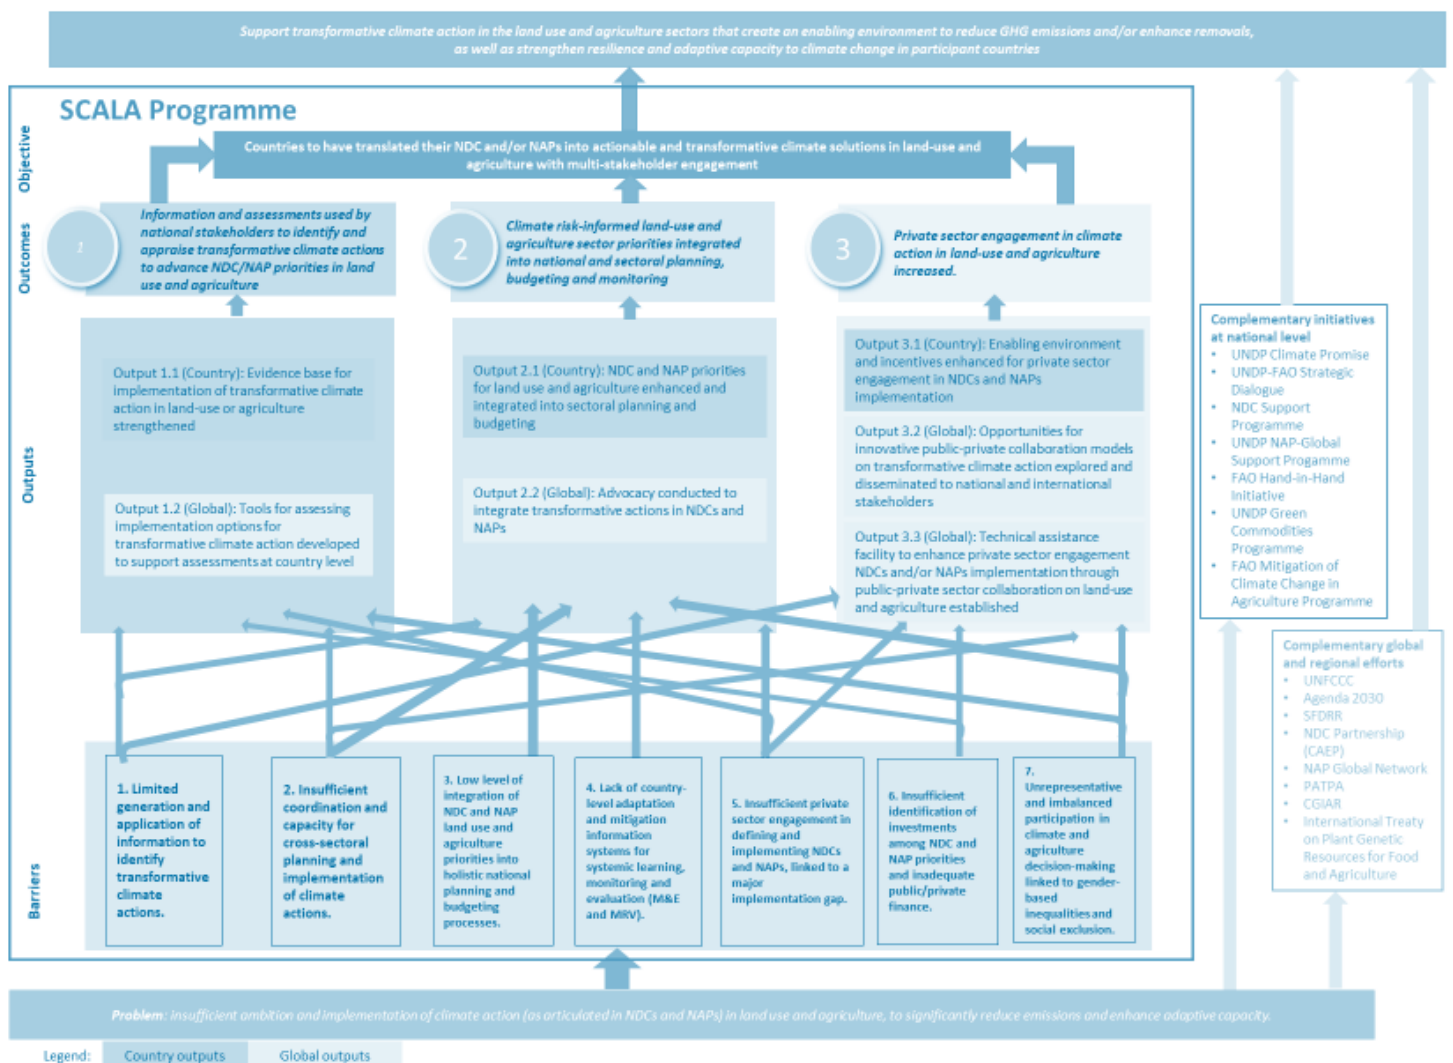 Support transformative climate action in the land use and agriculture sectors that create an enabling environment to reduce GHG emissions and/or enhance removals,
as well as strengthen resilience and adaptive capacity to climate change in participant countries
SCALA Programme
Objective
Countries to have translated their NDC and/or NAPs into actionable and transformative climate solutions in land-use and
agriculture with multi-stakeholder engagement
Outcomes
1
Information and assessments used by
national stakeholders to identify and
appraise transformative climate actions
to advance NDC/NAP priorities in land
use and agriculture
2
Climate risk-informed land-use and
agriculture sector priorities integrated
into national and sectoral planning,
budgeting and monitoring
3
Private sector engagement in climate
action in land-use and agriculture
increased.
Outputs
Output 1.1 (Country): Evidence base for
implementation of transformative climate
action in land-use or agriculture
strengthened
Output 1.2 (Global): Tools for assessing
implementation options for
transformative climate action developed
to support assessments at country level
Output 2.1 (Country): NDC and NAP priorities
for land use and agriculture enhanced and
integrated into sectoral planning and
budgeting
Output 2.2 (Global): Advocacy conducted to
integrate transformative actions in NDCs and
NAPs
Output 3.1 (Country): Enabling environment
and incentives enhanced for private sector
engagement in NDCs and NAPs
implementation
Output 3.2 (Global): Opportunities for
innovative public-private collaboration models
on transformative climate action explored and
disseminated to national and international
stakeholders
Output 3.3 (Global): Technical assistance
facility to enhance private sector engagement
NDCs and/or NAPs implementation through
public-private sector collaboration on land-use
and agriculture established
Complementary initiatives
at national level
• UNDP Climate Promise
• UNDP-FAO Strategic
Dialogue
• NDC Support
Programme
• UNDP NAP-Global
Support Progamme
• FAO Hand-in-Hand
Initiative
• UNDP Green
Commodities
Programme
• FAO Mitigation of
Climate Change in
Agriculture Programme
Complementary global
and regional efforts
• UNFCCC
• Agenda 2030
• SFDRR
• NDC Partnership
(CAEP)
• NAP Global Network
• PATPA
• CGIAR
• International Treaty
on Plant Genetic
Resources for Food
and Agriculture
Barriers
1. Limited
generation and
application of
information to
identify
transformative
climate
actions.
2. Insufficient
coordination and
capacity for
cross-sectoral
planning and
implementation
of climate
actions.
3. Low level of
integration of
NDC and NAP
land use and
agriculture
priorities into
holistic national
planning and
budgeting
processes.
4. Lack of country-
level adaptation
and mitigation
information
systems for
systemic learning,
monitoring and
evaluation (M&E
and MRV).
5. Insufficient private
sector engagement in
defining and
implementing NDCs
and NAPs, linked to a
major
implementation gap.
6. Insufficient
identification of
investments
among NDC and
NAP priorities
and inadequate
public/private
finance.
7.
Unrepresentative
and imbalanced
participation in
climate and
agriculture
decision-making
linked to gender-
based
inequalities and
social exclusion.
Problem: insufficient ambition and implementation of climate action (as articulated in NDCs and NAPs) in land use and agriculture, to significantly reduce emissions and enhance adaptive capacity.
Legend:
Country outputs
Global outputs